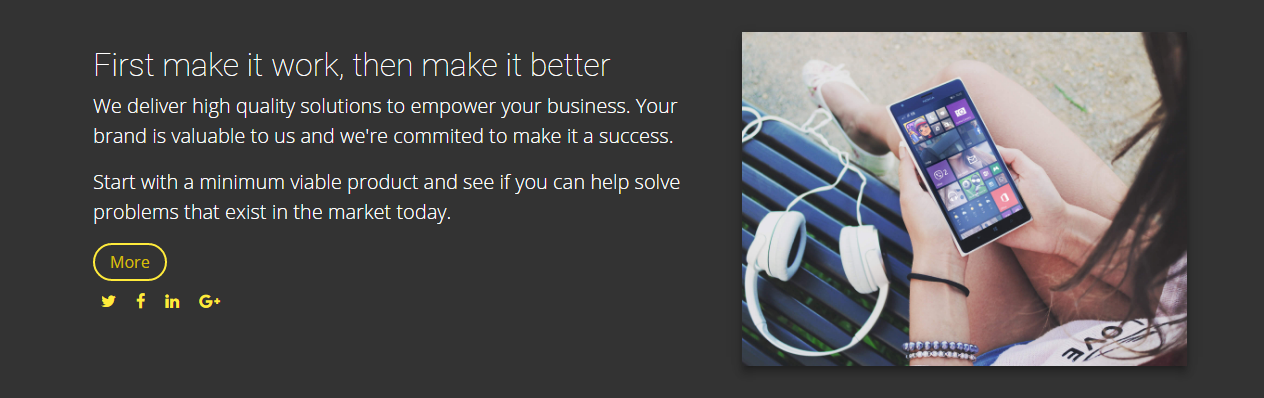 First make it work, then make it better
We deliver high quality solutions to empower your business. Your
brand is valuable to us and we're commited to make it a success.
Start with a minimum viable product and see if you can help solve
problems that exist in the market today.
More
LOVE